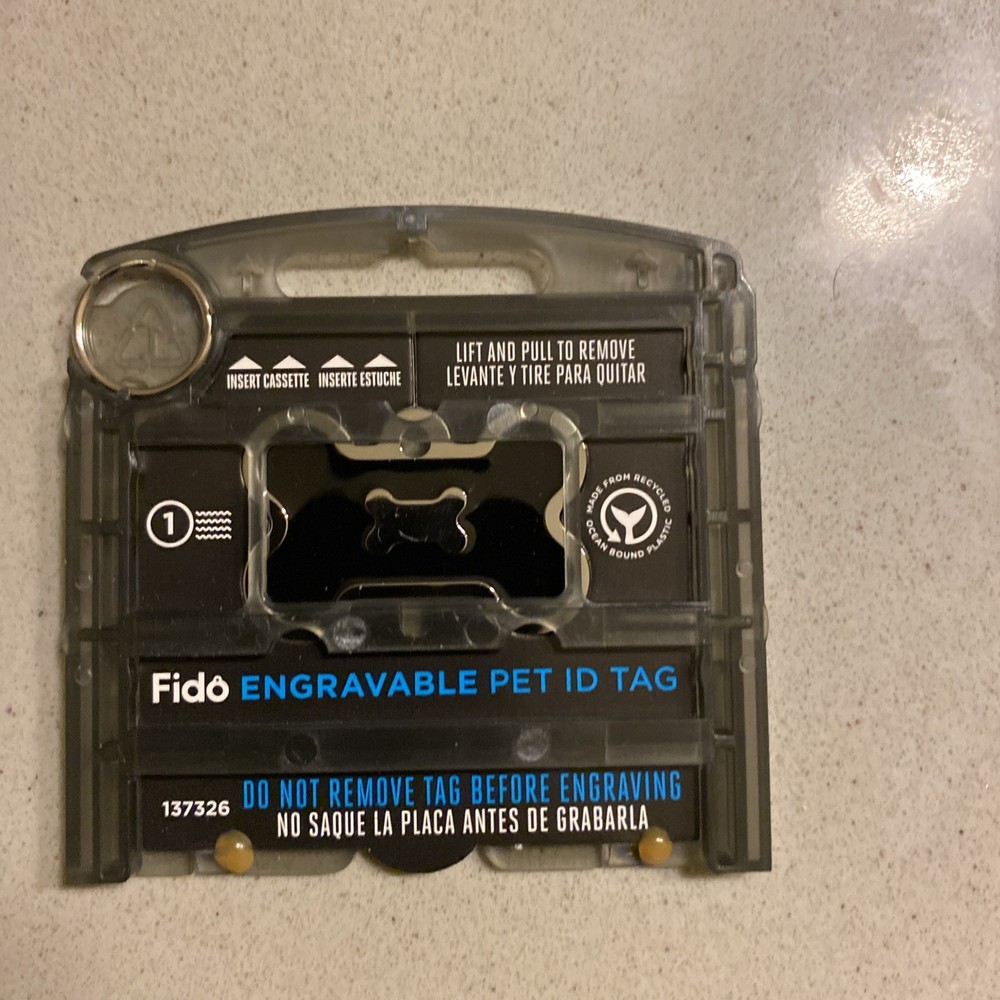 INSERT CASSETTE INSERTE ESTUCHE
LIFT AND PULL TO REMOVE
LEVANTE Y TIRE PARA QUITAR
1
MADE FROM RECYCLED
OCEAN BOUND PLASTIC
Fidô ENGRAVABLE PET ID TAG
137326
DO NOT REMOVE TAG BEFORE ENGRAVING
NO SAQUE LA PLACA ANTES DE GRABARLA